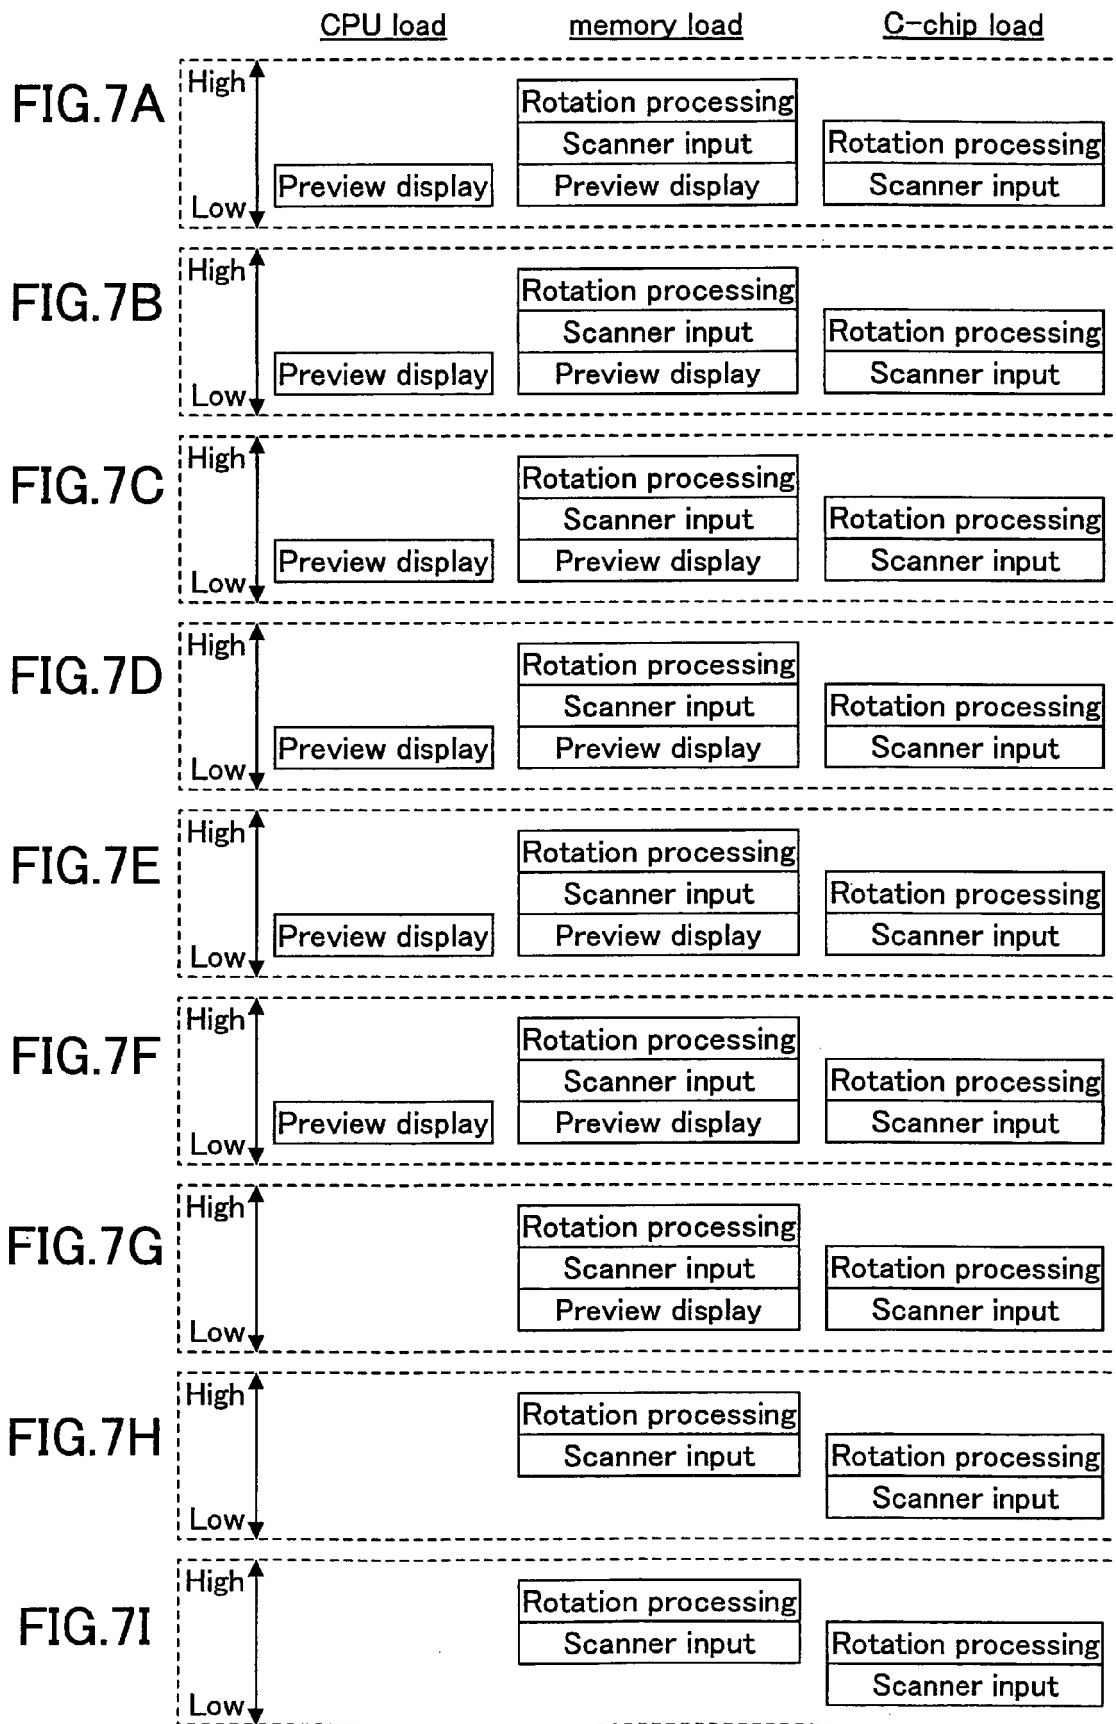 CPU load memory load C-chip load
FIG.7A
High
Rotation processing
Scanner input Rotation processing
Preview display Preview display Scanner input
Low
FIG.7B
High
Rotation processing
Scanner input Rotation processing
Preview display Preview display Scanner input
Low
FIG.7C
High
Rotation processing
Scanner input Rotation processing
Preview display Preview display Scanner input
Low
FIG.7D
High
Rotation processing
Scanner input Rotation processing
Preview display Preview display Scanner input
Low
FIG.7E
High
Rotation processing
Scanner input Rotation processing
Preview display Preview display Scanner input
Low
FIG.7F
High
Rotation processing
Scanner input Rotation processing
Preview display Preview display Scanner input
Low
FIG.7G
High
Rotation processing
Scanner input Rotation processing
Preview display Scanner input
Low
FIG.7H
High
Rotation processing
Scanner input Rotation processing
Scanner input
Low
FIG.7I
High
Rotation processing
Scanner input Rotation processing
Scanner input
Low